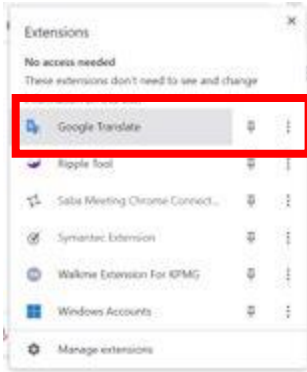 Extensions
No access needed
These extensions don't need to see and change
Google Translate
Ripple Tool
Saba Meeting Chrome Connect...
Symantec Extension
Walkme Extension For KPMG
Windows Accounts
Manage extensions